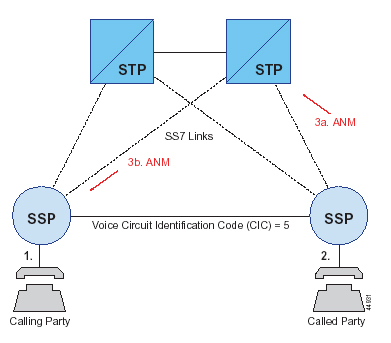 STP
STP
3a. ANM
SS7 Links
3b. ANM
SSP
SSP
Voice Circuit Identification Code (CIC) = 5
1.
2.
44931
Calling Party
Called Party